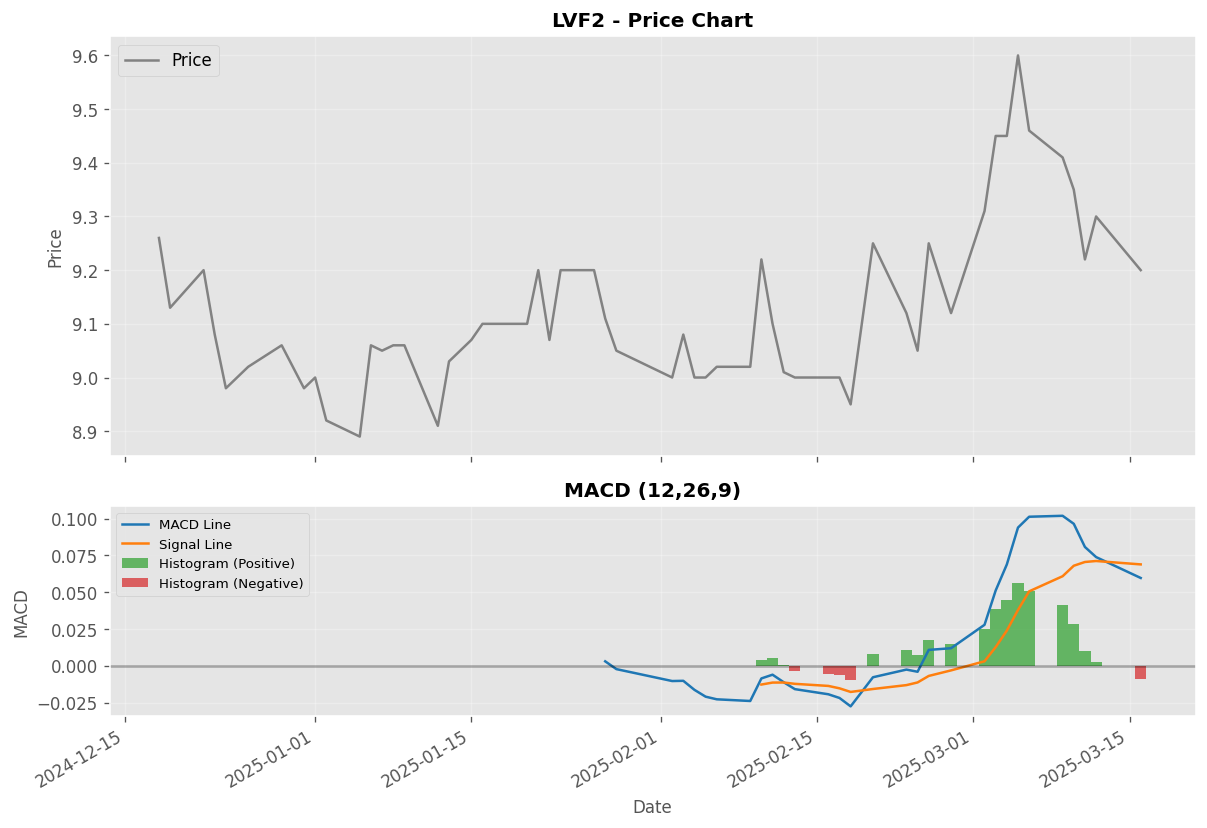 LVF2 - Price Chart
Price
9.6
9.5
9.4
9.3
9.2
9.1
9.0
8.9
Price
MACD (12,26,9)
MACD Line
Signal Line
Histogram (Positive)
Histogram (Negative)
0.100
0.075
0.050
0.025
0.000
−0.025
MACD
2024-12-15
2025-01-01
2025-01-15
2025-02-01
2025-02-15
2025-03-01
2025-03-15
Date